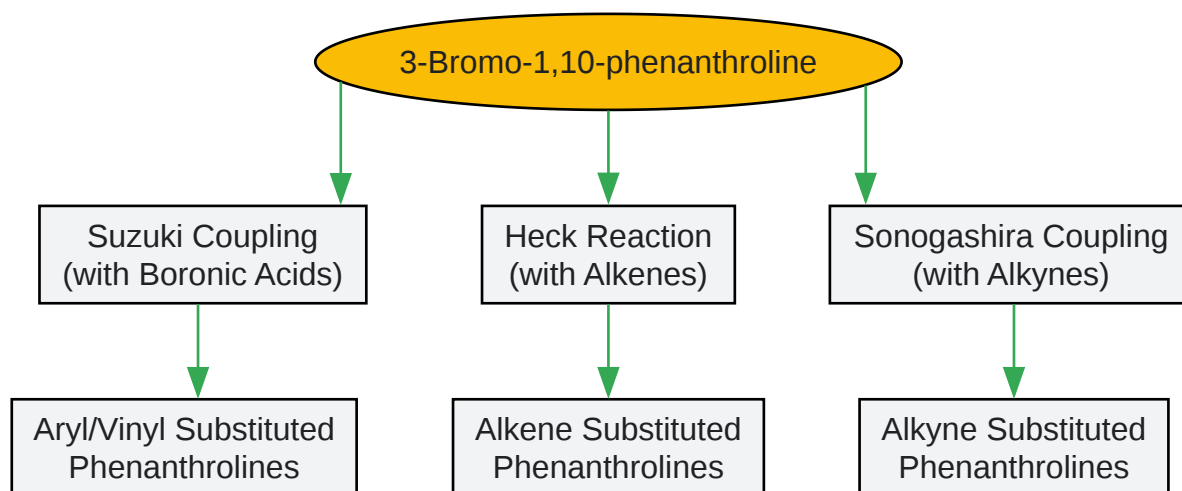 3-Bromo-1,10-phenanthroline
Suzuki Coupling
(with Boronic Acids)
Heck Reaction
(with Alkenes)
Sonogashira Coupling
(with Alkynes)
Aryl/Vinyl Substituted
Phenanthrolines
Alkene Substituted
Phenanthrolines
Alkyne Substituted
Phenanthrolines